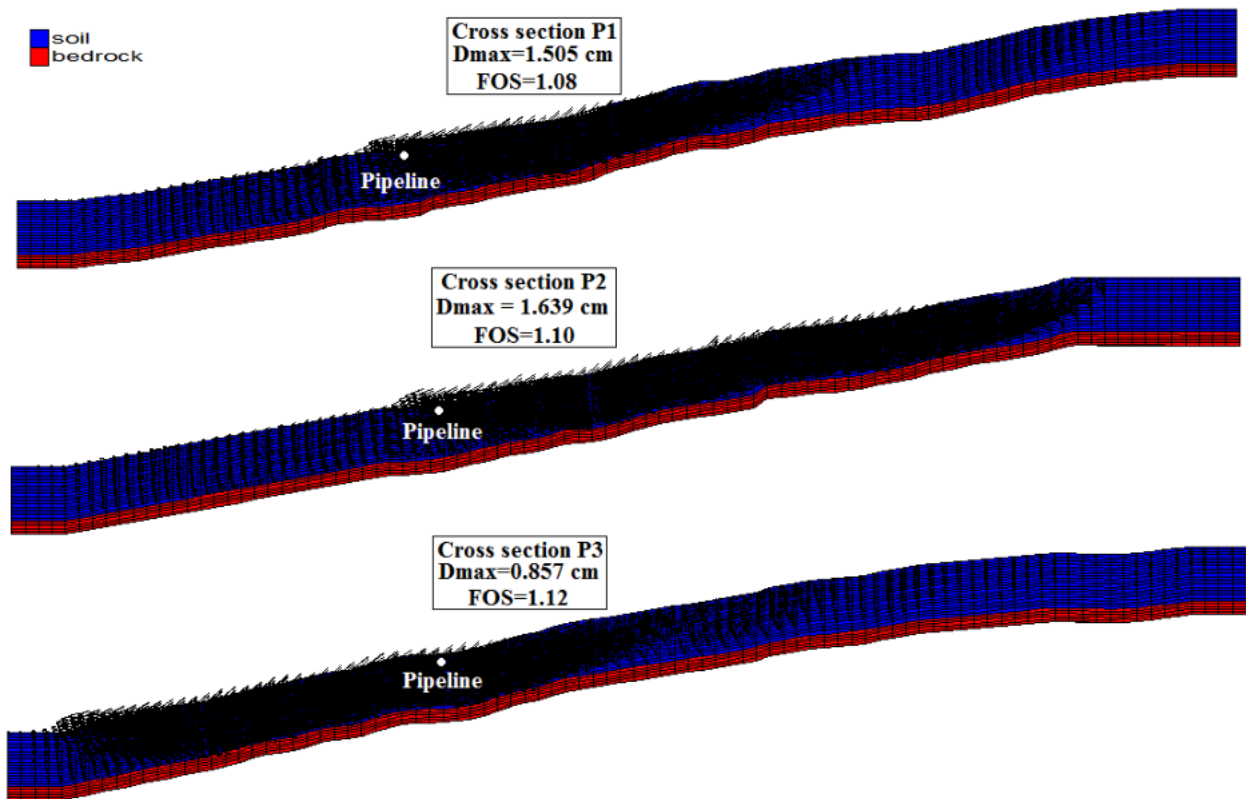 soil
bedrock
Cross section P1
Dmax=1.505 cm
FOS=1.08
Pipeline
Cross section P2
Dmax = 1.639 cm
FOS=1.10
Pipeline
Cross section P3
Dmax=0.857 cm
FOS=1.12
Pipeline